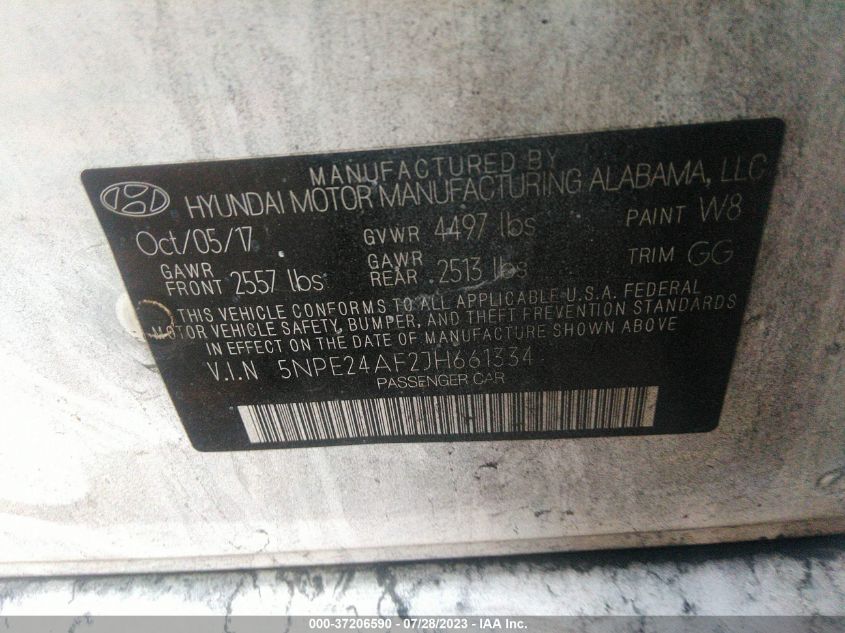 MANUFACTURED BY
HYUNDAI MOTOR MANUFACTURING ALABAMA, LLC
Oct/05/17 GVWR 4497 lbs PAINT W8
GAWR FRONT 2557 lbs GAWR REAR 2513 lbs TRIM GG
THIS VEHICLE CONFORMS TO ALL APPLICABLE U.S.A. FEDERAL
MOTOR VEHICLE SAFETY, BUMPER, AND THEFT PREVENTION STANDARDS
IN EFFECT ON THE DATE OF MANUFACTURE SHOWN ABOVE
V.I.N 5NPE24AF2JH661334
PASSENGER CAR
000-37206590 - 07/28/2023 - IAA Inc.